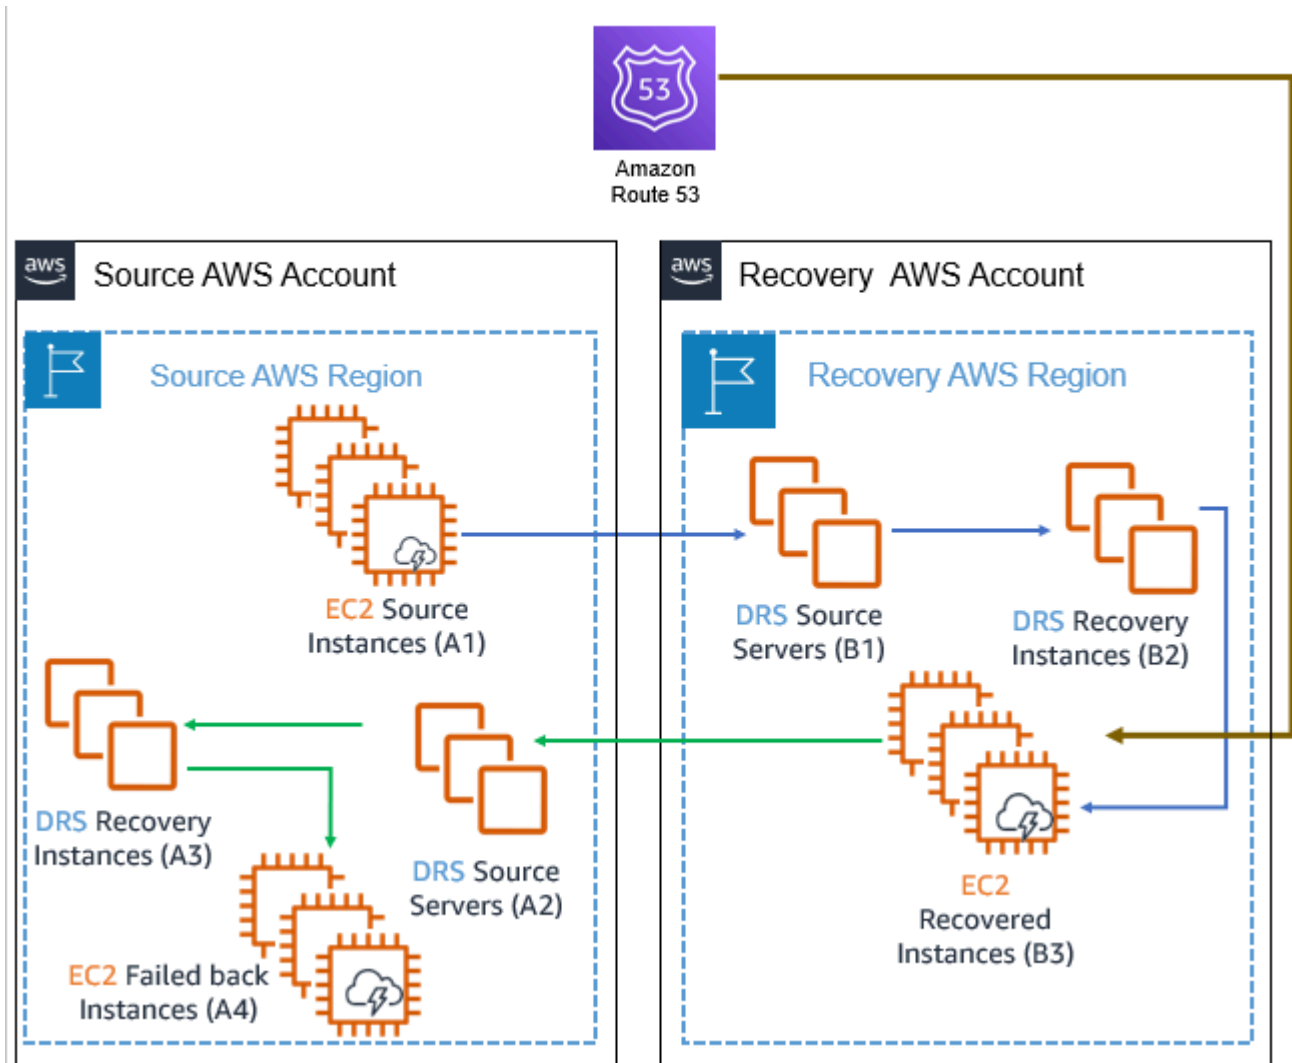 53
Amazon
Route 53
aws
Source AWS Account
aws
Recovery AWS Account
Source AWS Region
Recovery AWS Region
EC2 Source
Instances (A1)
DRS Source
Servers (B1)
DRS Recovery
Instances (B2)
DRS Recovery
Instances (A3)
DRS Source
Servers (A2)
EC2
Recovered
Instances (B3)
EC2 Failed back
Instances (A4)